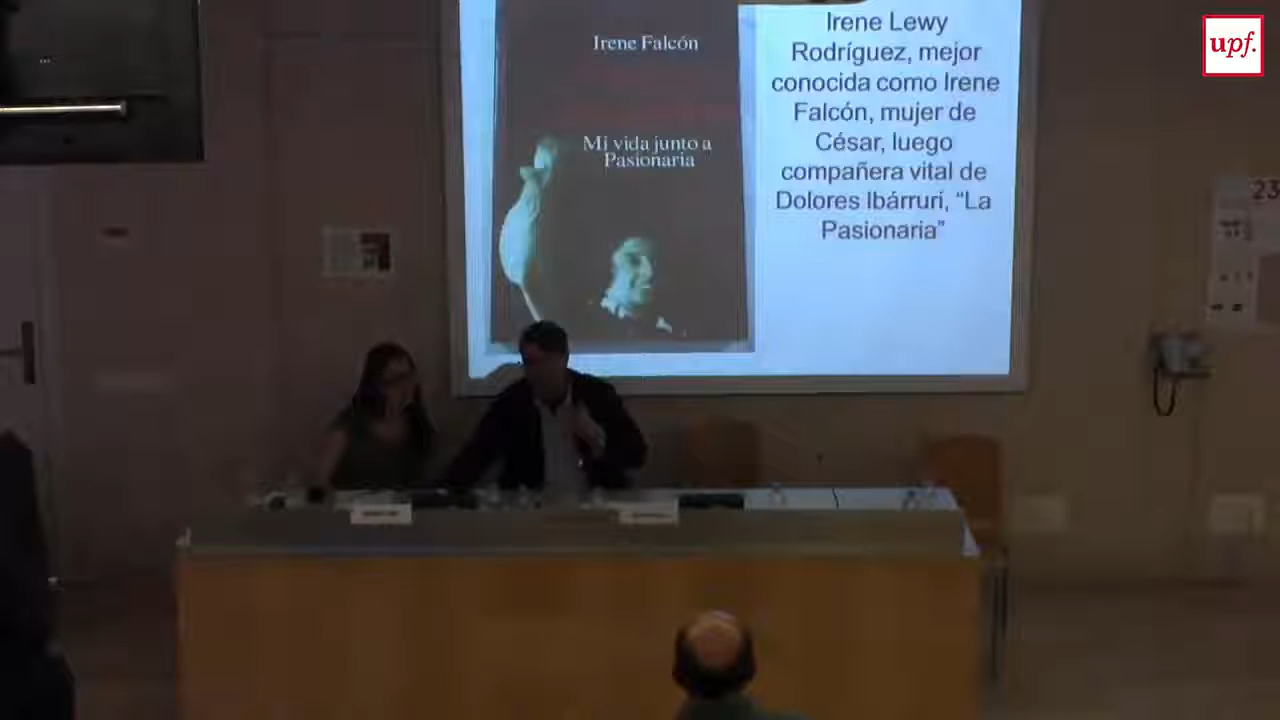 Irene Falcón
Mi vida junto a
Pasionaria
Irene Lewy
Rodríguez, mejor
conocida como Irene
Falcón, mujer de
César, luego
compañera vital de
Dolores Ibárruri, “La
Pasionaria”
upf.
23